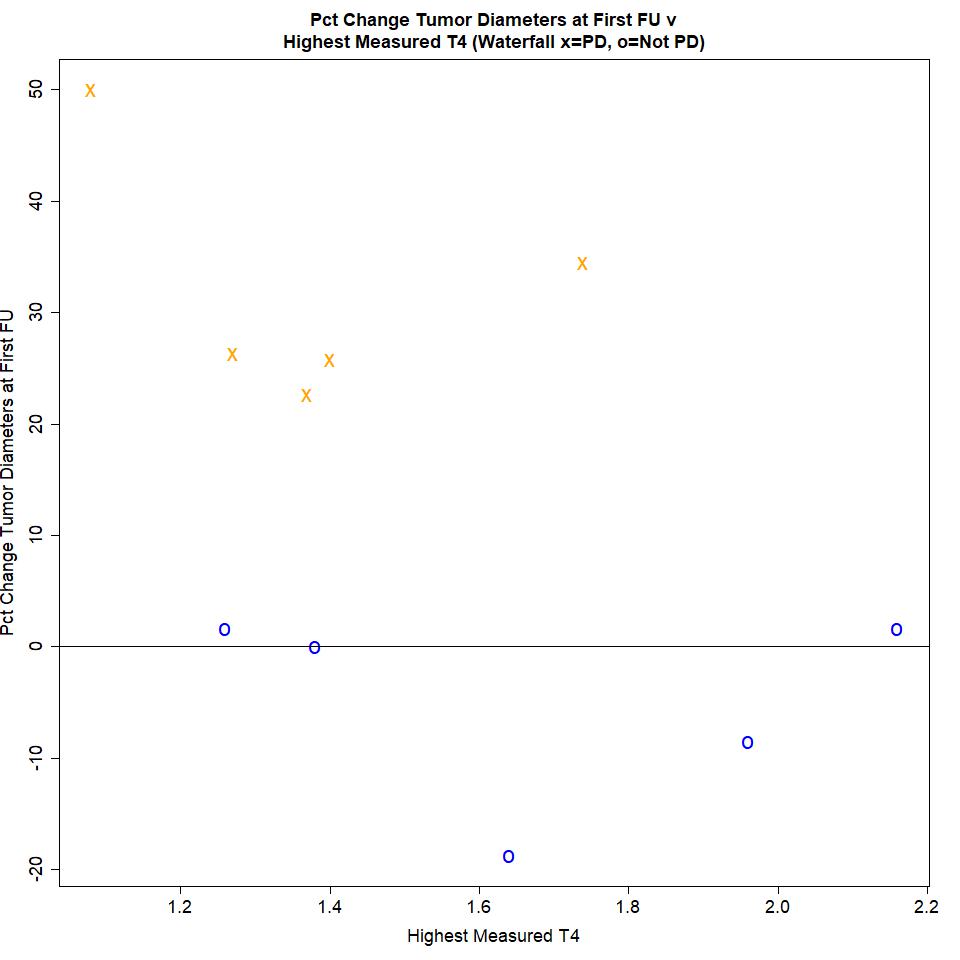 Pct Change Tumor Diameters at First FU v
Highest Measured T4 (Waterfall x=PD, o=Not PD)
Pct Change Tumor Diameters at First FU
50
40
30
20
10
0
-10
-20
X
X
X
X
X
O
O
O
O
O
1.2
1.4
1.6
1.8
2.0
2.2
Highest Measured T4